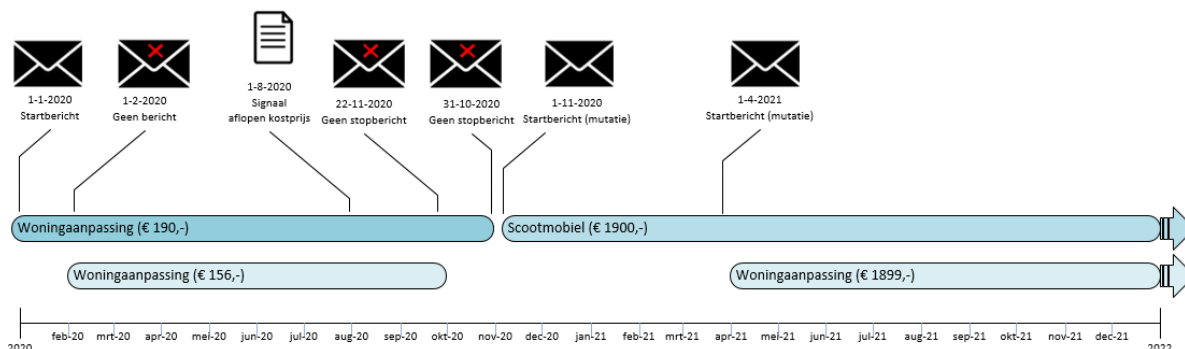 1-1-2020
Startbericht
1-2-2020
Geen bericht
1-8-2020
Signaal
aflopen kostprijs
22-11-2020
Geen stopbericht
31-10-2020
Geen stopbericht
1-11-2020
Startbericht (mutatie)
1-4-2021
Startbericht (mutatie)
Woningaanpassing (€ 190,-)
Scootmobiel (€ 1900,-)
Woningaanpassing (€ 156,-)
Woningaanpassing (€ 1899,-)
2020
feb-20
mrt-20
apr-20
mei-20
jun-20
jul-20
aug-20
sep-20
okt-20
nov-20
dec-20
jan-21
feb-21
mrt-21
apr-21
mei-21
jun-21
jul-21
aug-21
sep-21
okt-21
nov-21
dec-21
2022